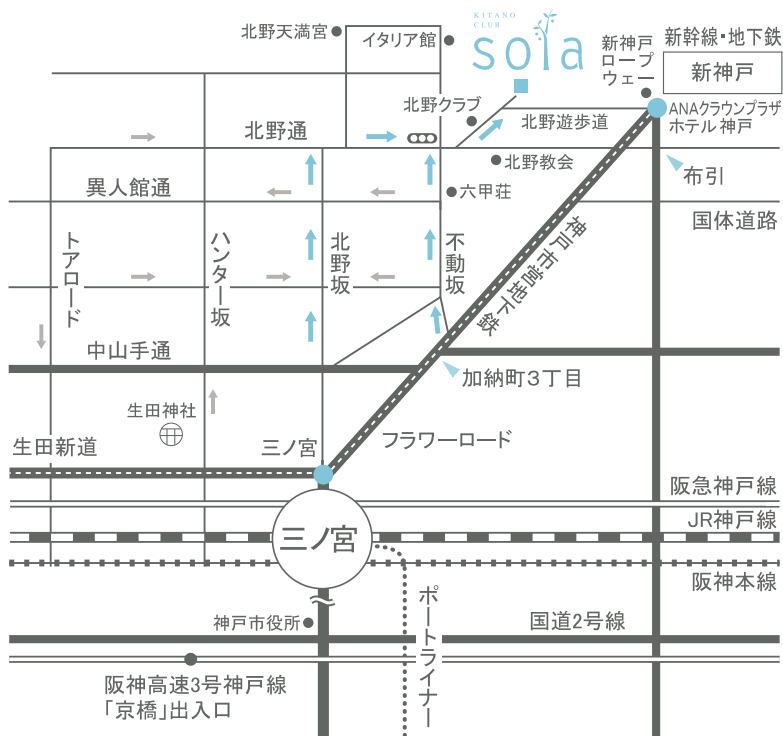 KITANO
CLUB
sola
北野天満宮
イタリア館
新神戸
ロープ
ウェー
新幹線・地下鉄
新神戸
北野クラブ
ANAクラウンプラザ
ホテル 神戸
北野通
北野遊歩道
北野教会
布引
異人館通
六甲荘
国体道路
トアロード
ハンター坂
北野坂
不動坂
神戸市営地下鉄
中山手通
加納町3丁目
生田神社
生田新道
三ノ宮
フラワーロード
阪急神戸線
JR神戸線
三ノ宮
阪神本線
ポートライナー
神戸市役所
国道2号線
阪神高速3号神戸線
「京橋」出入口